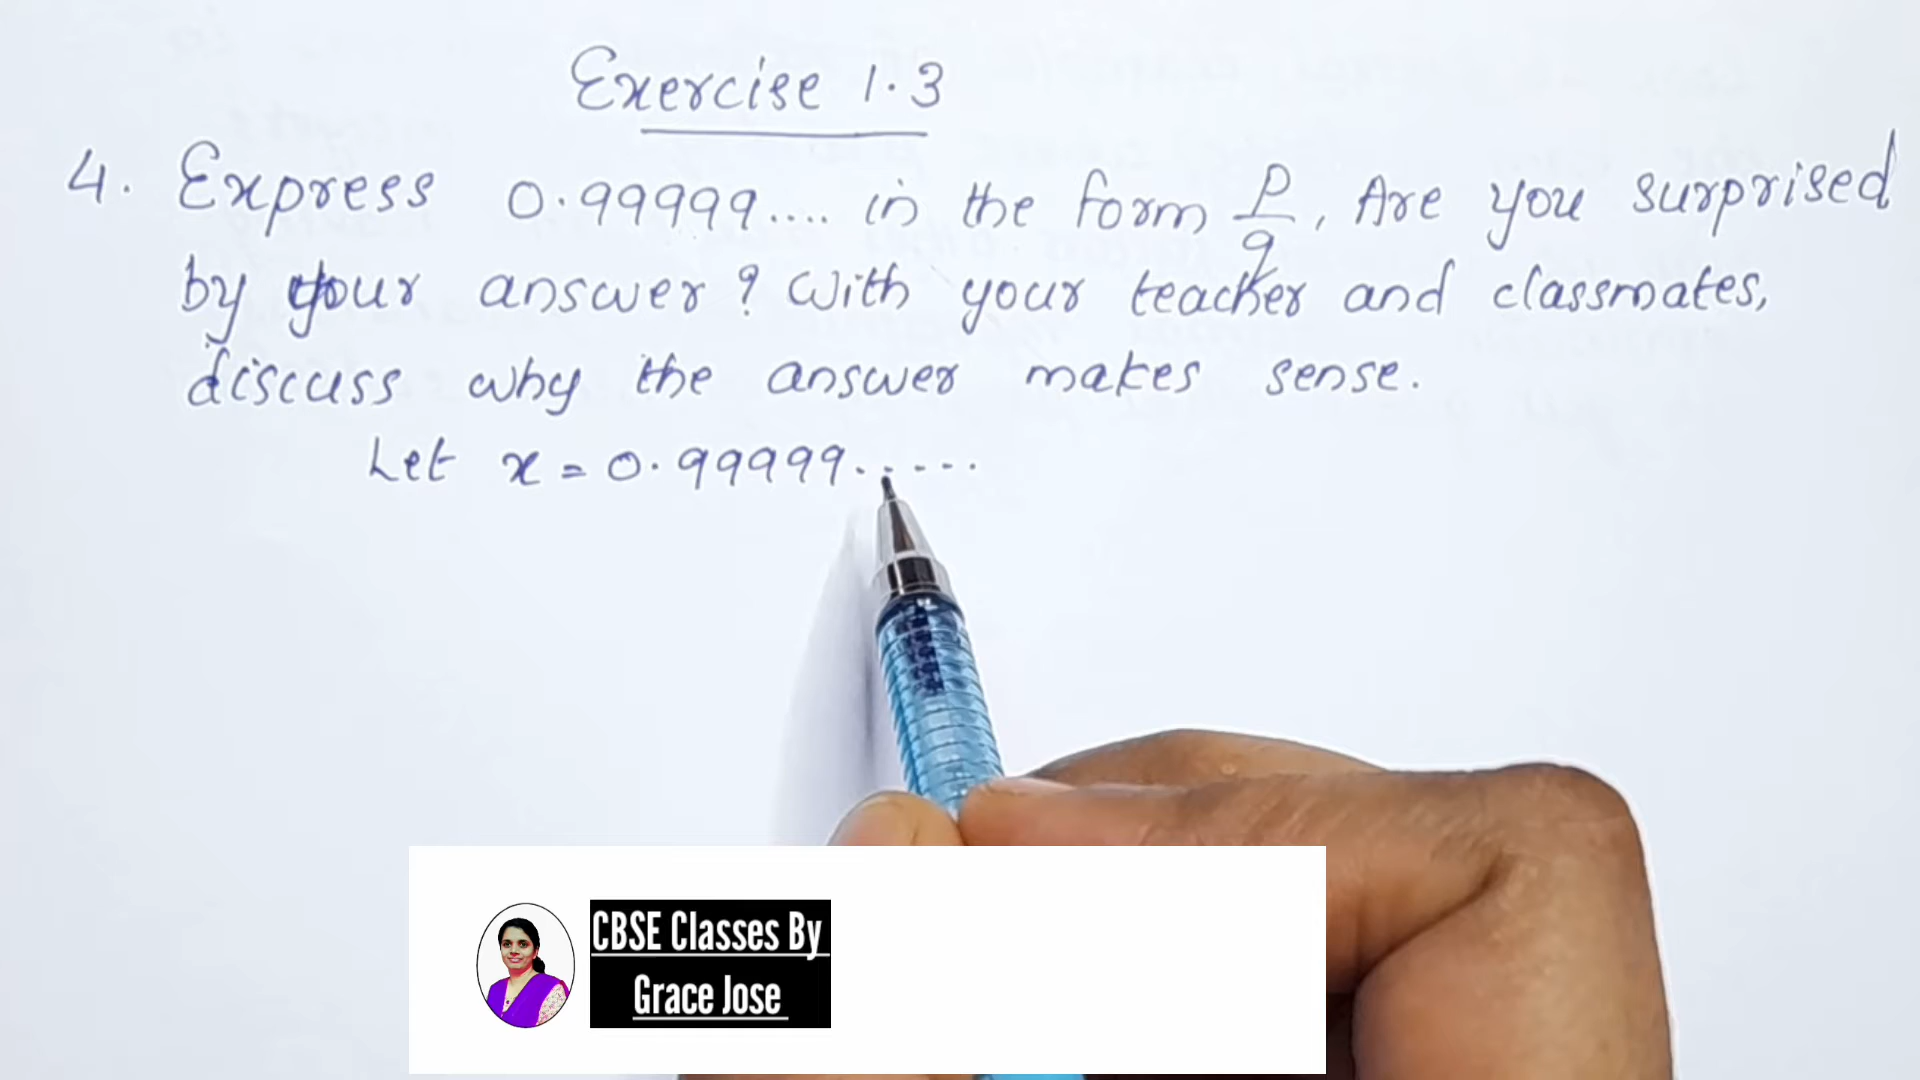 Exercise 1.3
4. Express 0.99999.... in the form p/q, Are you surprised
by your answer? With your teacher and classmates,
discuss why the answer makes sense.
Let x = 0.99999......
CBSE Classes By
Grace Jose